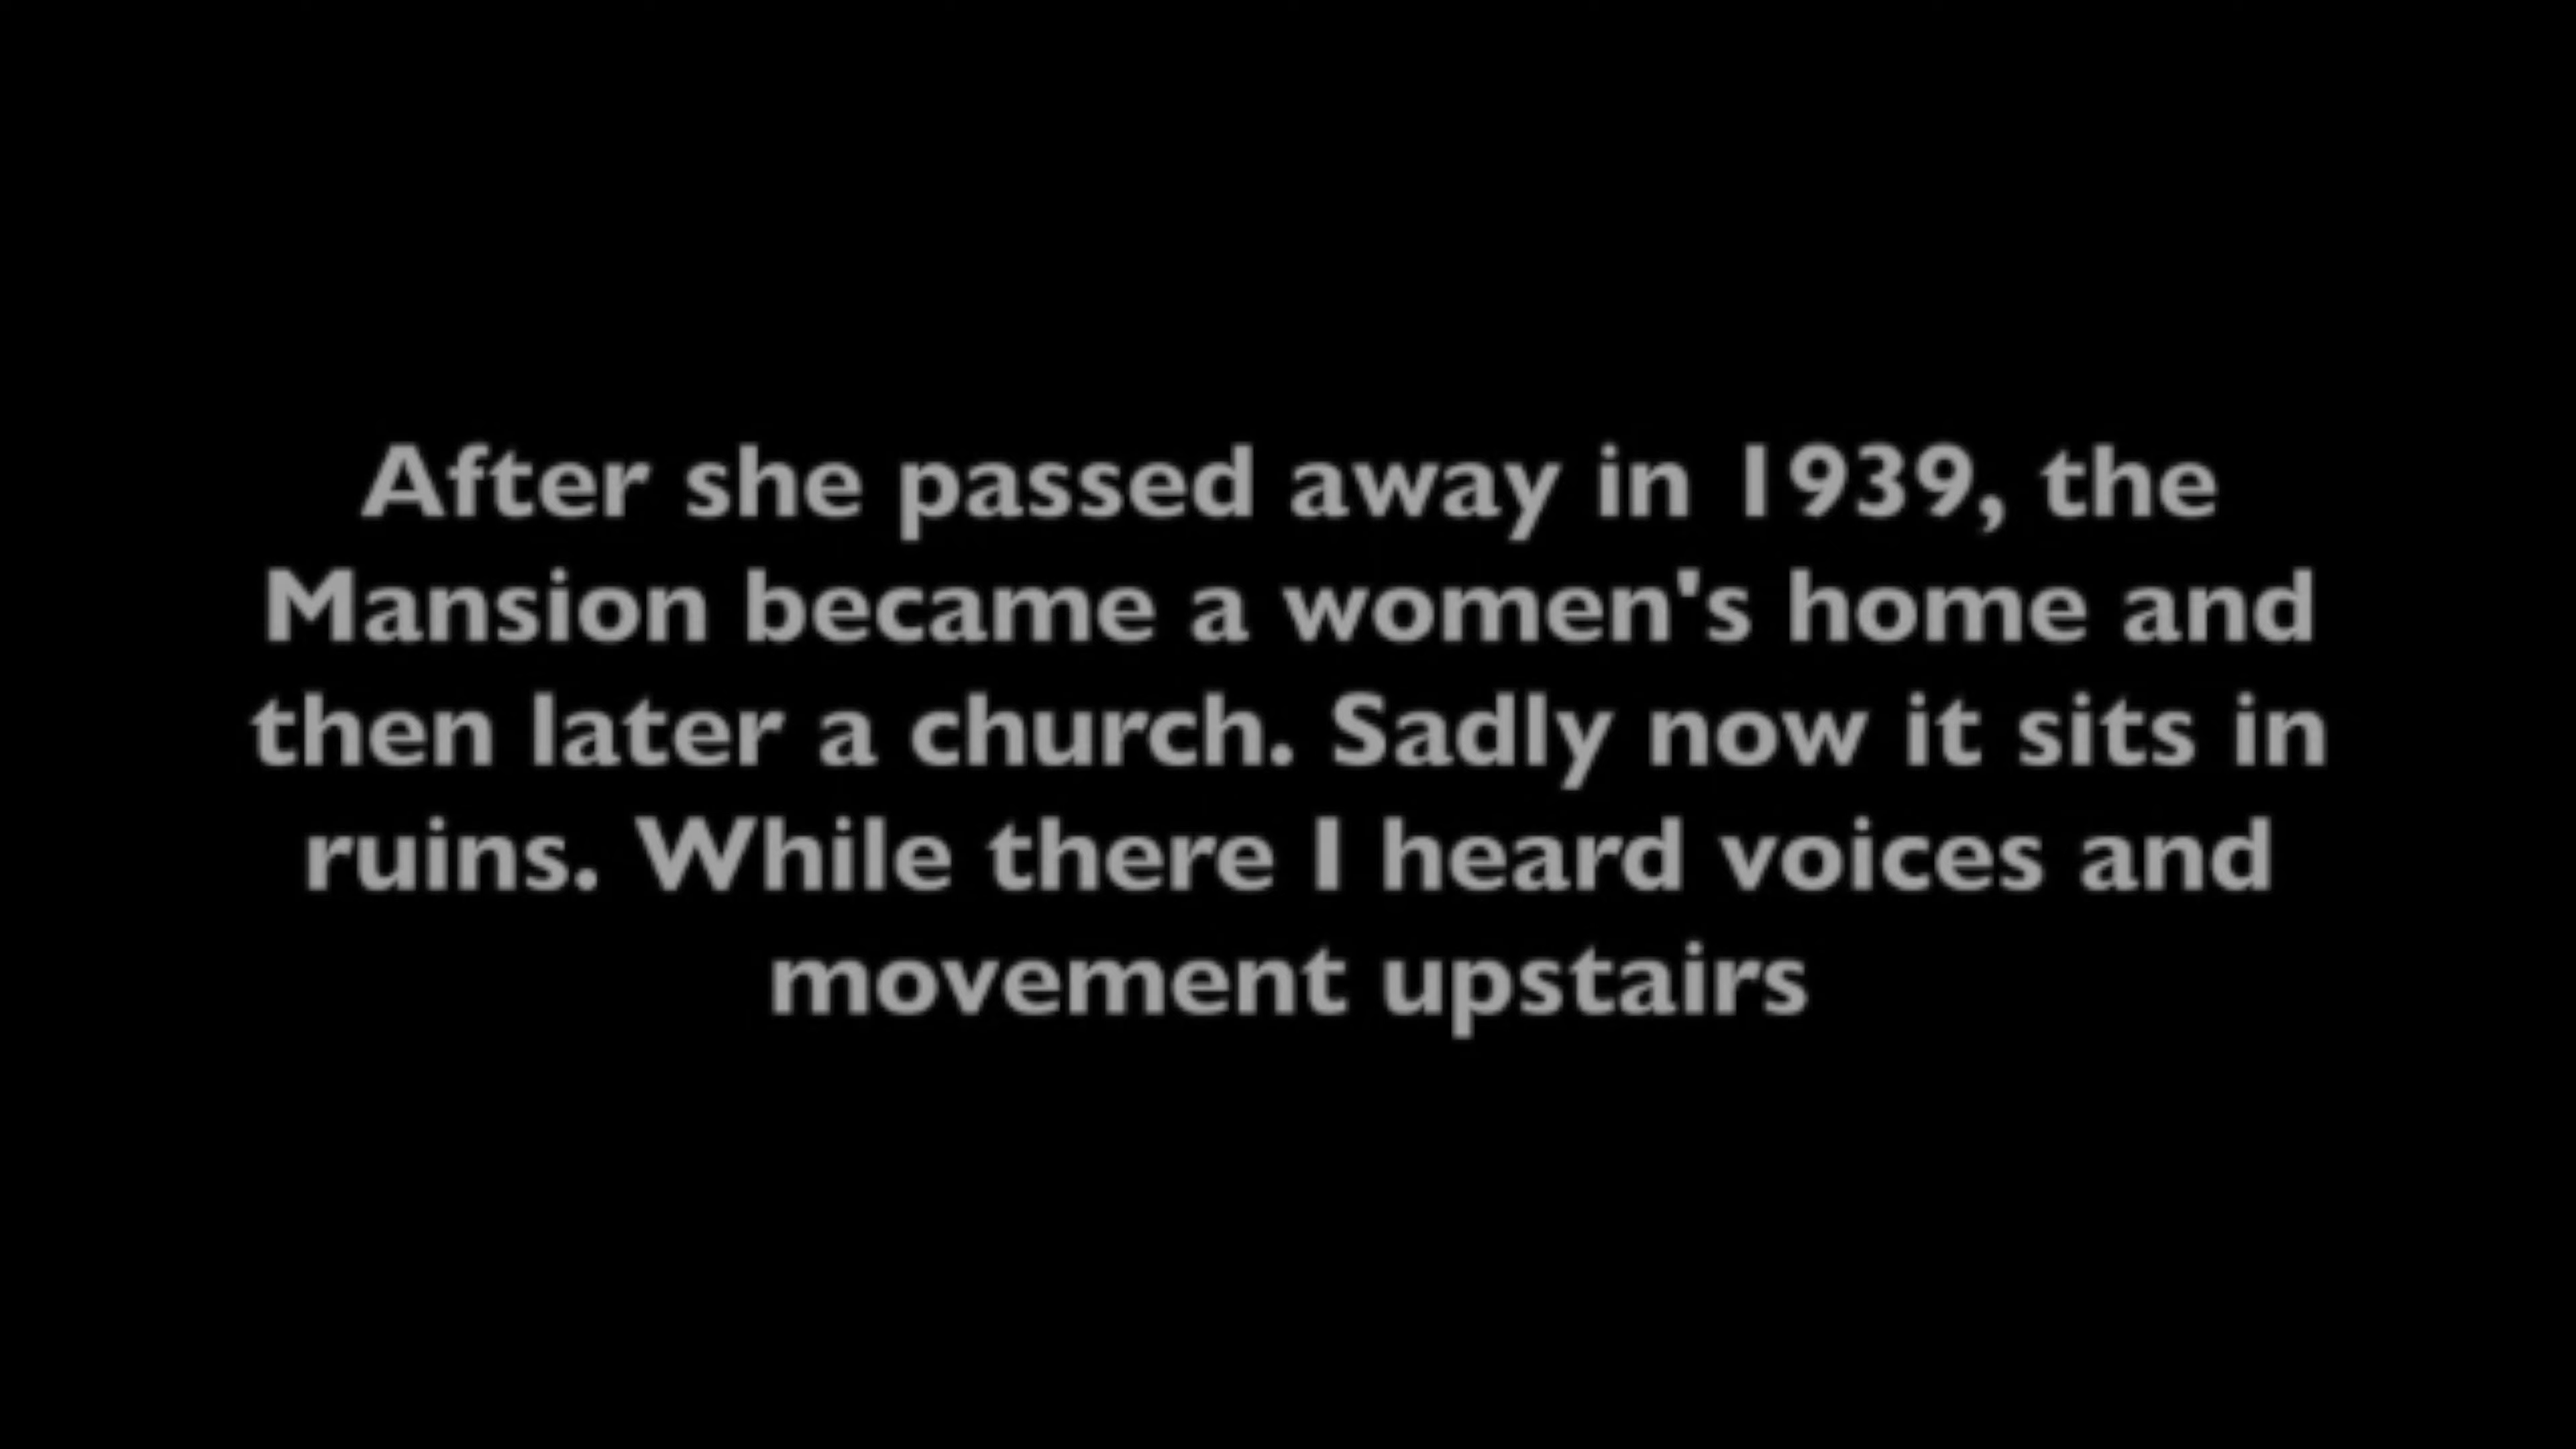 After she passed away in 1939, the
Mansion became a women's home and
then later a church. Sadly now it sits in
ruins. While there I heard voices and
movement upstairs